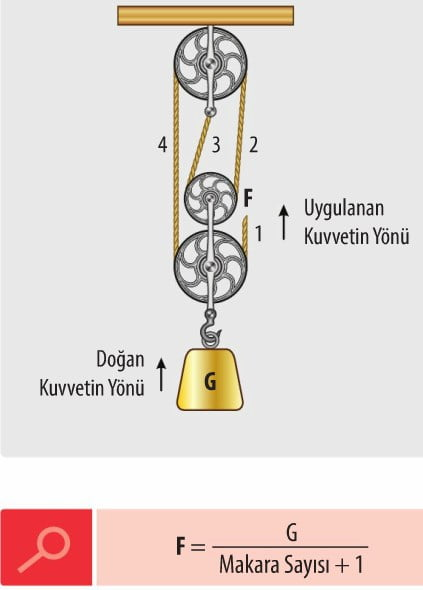 4
3
2
F
1
Uygulanan
Kuvvetin Yönü
Doğan
Kuvvetin Yönü
G
F = G
Makara Sayısı + 1